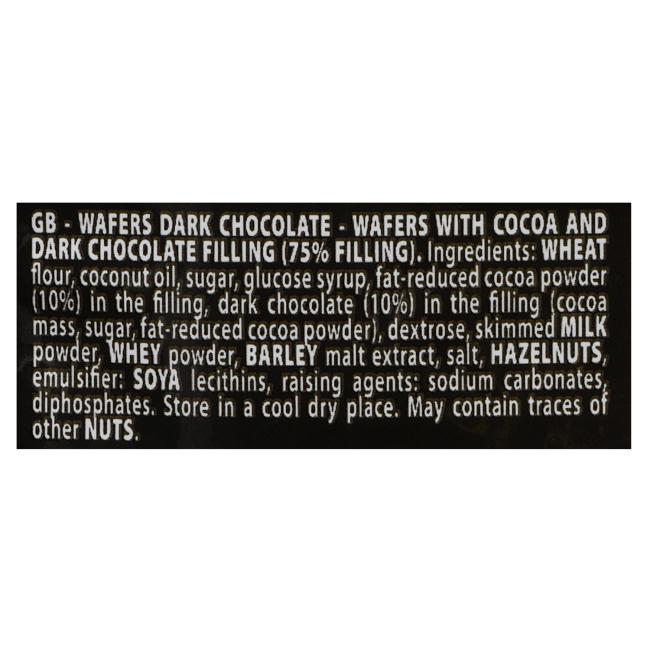 GB - WAFERS DARK CHOCOLATE - WAFERS WITH COCOA AND
DARK CHOCOLATE FILLING (75% FILLING). Ingredients: WHEAT
flour, coconut oil, sugar, glucose syrup, fat-reduced cocoa powder
(10%) in the filling, dark chocolate (10%) in the filling (cocoa
mass, sugar, fat-reduced cocoa powder), dextrose, skimmed MILK
powder, WHEY powder, BARLEY malt extract, salt, HAZELNUTS,
emulsifier: SOYA lecithins, raising agents: sodium carbonates,
diphosphates. Store in a cool dry place. May contain traces of
other NUTS.